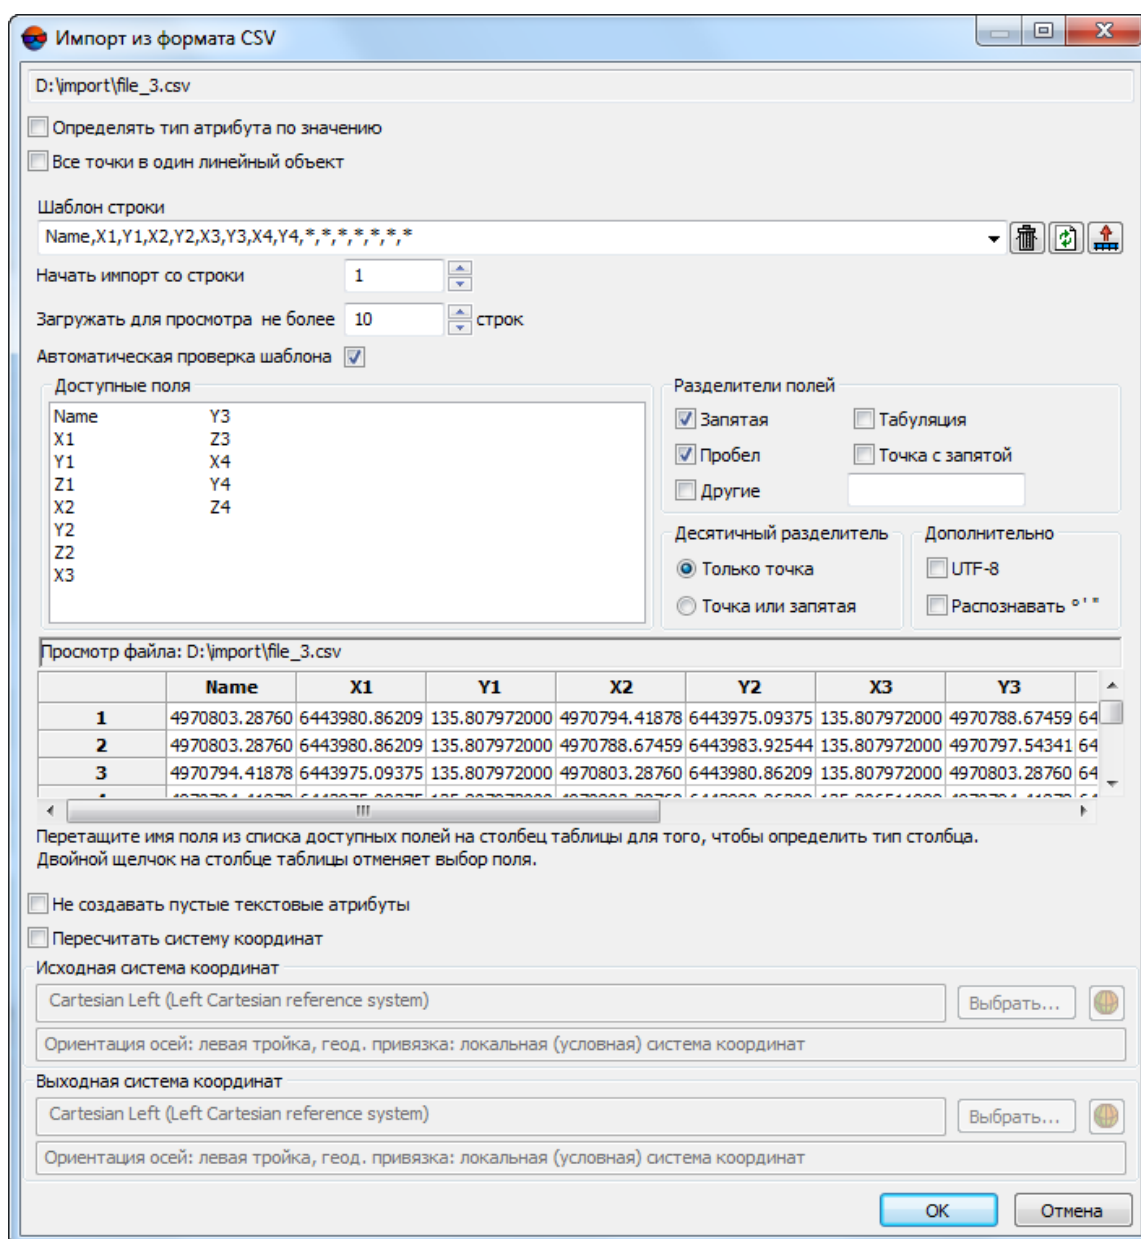 Импорт из формата CSV
D:\import\file_3.csv
Определять тип атрибута по значению
Все точки в один линейный объект
Шаблон строки
Name,X1,Y1,X2,Y2,X3,Y3,X4,Y4,*,*,*,*,*,*,*
Начать импорт со строки 1
Загружать для просмотра не более 10 строк
Автоматическая проверка шаблона
Доступные поля
Name Y3
X1 Z3
Y1 X4
Z1 Y4
X2 Z4
Y2
Z2
X3
Разделители полей
Запятая Табуляция
Пробел Точка с запятой
Другие
Десятичный разделитель
Только точка
Точка или запятая
Дополнительно
UTF-8
Распознавать ° ' "
Просмотр файла: D:\import\file_3.csv
Name X1 Y1 X2 Y2 X3 Y3
1 4970803.28760 6443980.86209 135.807972000 4970794.41878 6443975.09375 135.807972000 4970788.67459 64
2 4970803.28760 6443980.86209 135.807972000 4970788.67459 6443983.92544 135.807972000 4970797.54341 64
3 4970794.41878 6443975.09375 135.807972000 4970803.28760 6443980.86209 135.807972000 4970803.28760 64
Перетащите имя поля из списка доступных полей на столбец таблицы для того, чтобы определить тип столбца.
Двойной щелчок на столбце таблицы отменяет выбор поля.
Не создавать пустые текстовые атрибуты
Пересчитать систему координат
Исходная система координат
Cartesian Left (Left Cartesian reference system) Выбрать...
Ориентация осей: левая тройка, геод. привязка: локальная (условная) система координат
Выходная система координат
Cartesian Left (Left Cartesian reference system) Выбрать...
Ориентация осей: левая тройка, геод. привязка: локальная (условная) система координат
OK Отмена